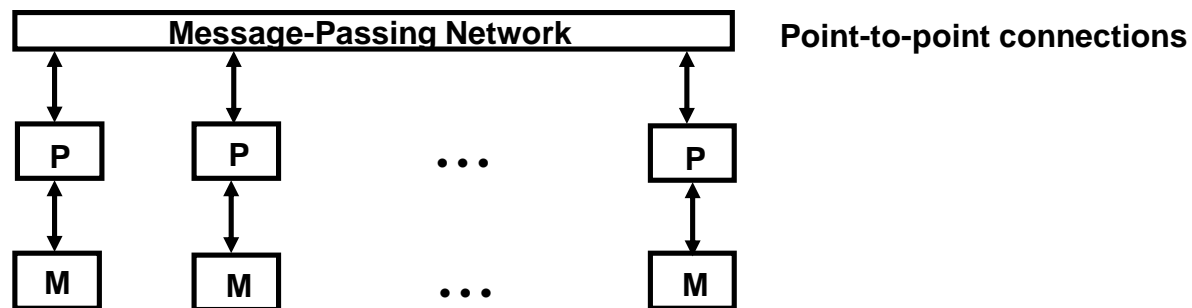 Message-Passing Network Point-to-point connections
P P ... P
M M ... M